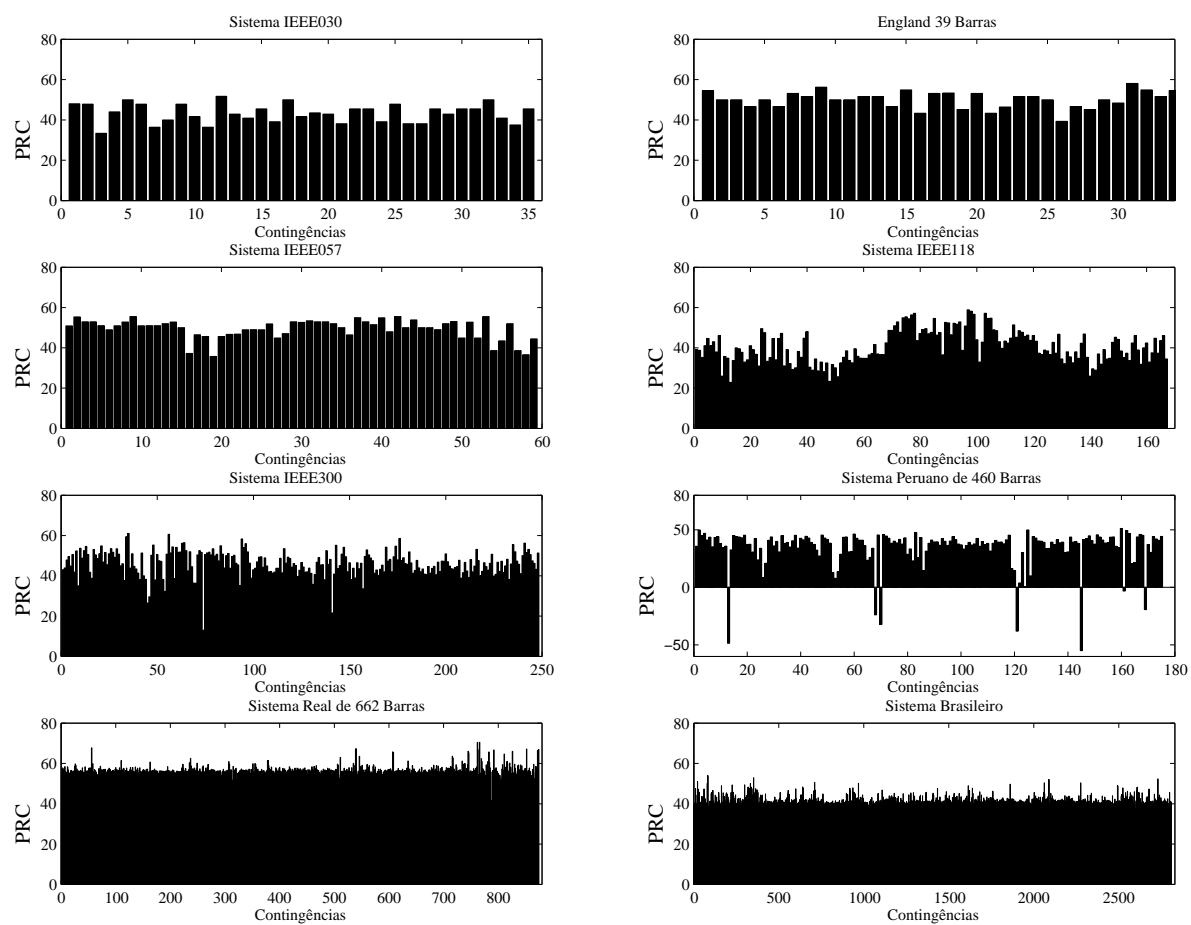 Sistema IEEE030
80
60
40
20
0
PRC
0 5 10 15 20 25 30 35
Contingências
England 39 Barras
80
60
40
20
0
PRC
0 5 10 15 20 25 30
Contingências
Sistema IEEE057
80
60
40
20
0
PRC
0 10 20 30 40 50 60
Contingências
Sistema IEEE118
80
60
40
20
0
PRC
0 20 40 60 80 100 120 140 160
Contingências
Sistema IEEE300
80
60
40
20
0
PRC
0 50 100 150 200 250
Contingências
Sistema Peruano de 460 Barras
80
50
0
−50
PRC
0 20 40 60 80 100 120 140 160 180
Contingências
Sistema Real de 662 Barras
80
60
40
20
0
PRC
0 100 200 300 400 500 600 700 800
Contingências
Sistema Brasileiro
80
60
40
20
0
PRC
0 500 1000 1500 2000 2500
Contingências